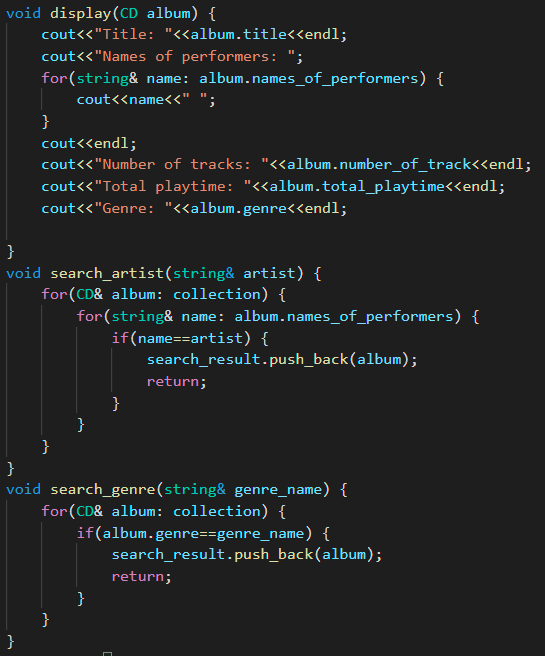 void display(CD album) {
    cout<<"Title: "<<album.title<<endl;
    cout<<"Names of performers: ";
    for(string& name: album.names_of_performers) {
        cout<<name<<" ";
    }
    cout<<endl;
    cout<<"Number of tracks: "<<album.number_of_track<<endl;
    cout<<"Total playtime: "<<album.total_playtime<<endl;
    cout<<"Genre: "<<album.genre<<endl;

}
void search_artist(string& artist) {
    for(CD& album: collection) {
        for(string& name: album.names_of_performers) {
            if(name==artist) {
                search_result.push_back(album);
                return;
            }
        }
    }
}
void search_genre(string& genre_name) {
    for(CD& album: collection) {
        if(album.genre==genre_name) {
            search_result.push_back(album);
            return;
        }
    }
}